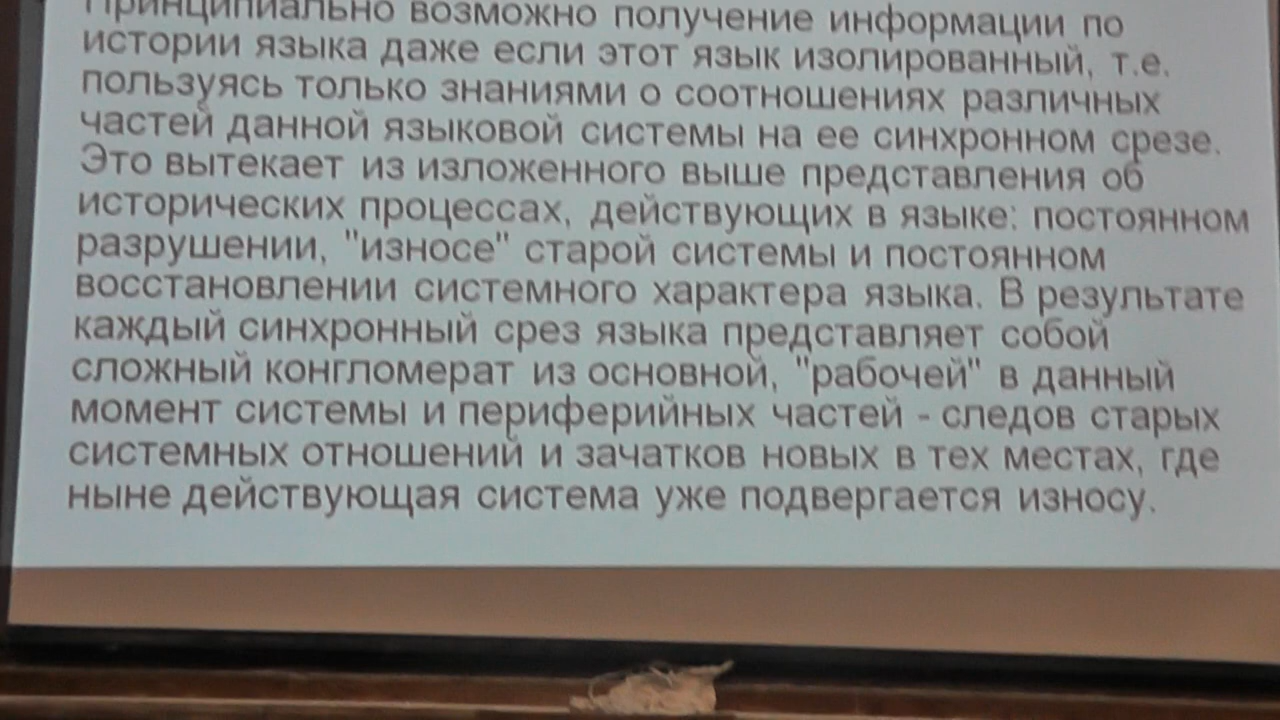 Принципиально возможно получение информации по
истории языка даже если этот язык изолированный, т.е.
пользуясь только знаниями о соотношениях различных
частей данной языковой системы на ее синхронном срезе.
Это вытекает из изложенного выше представления об
исторических процессах, действующих в языке: постоянном
разрушении, "износе" старой системы и постоянном
восстановлении системного характера языка. В результате
каждый синхронный срез языка представляет собой
сложный конгломерат из основной, "рабочей" в данный
момент системы и периферийных частей - следов старых
системных отношений и зачатков новых в тех местах, где
ныне действующая система уже подвергается износу.